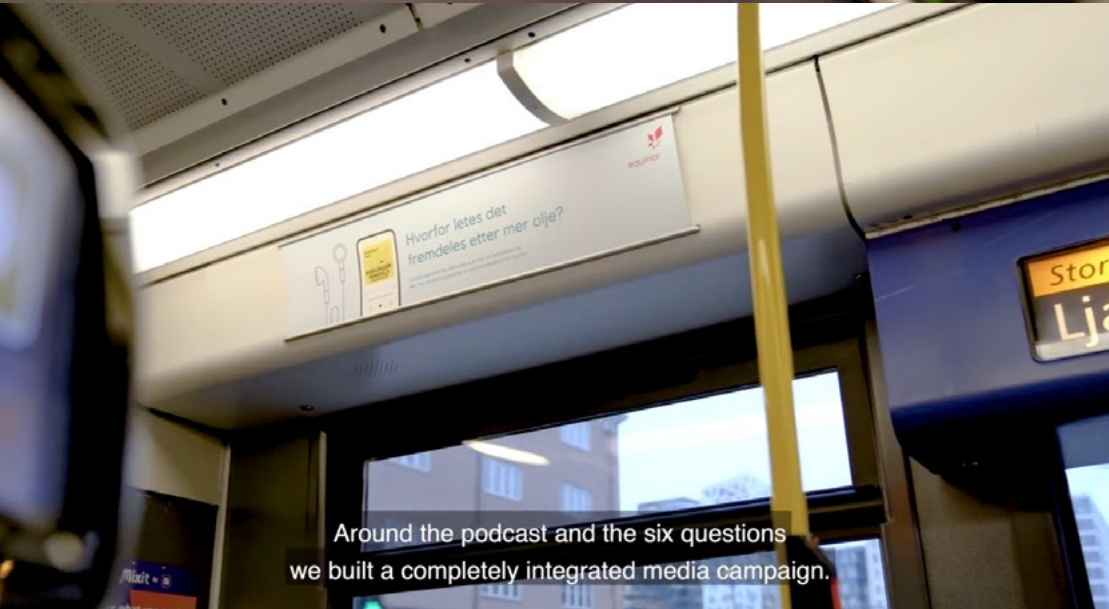 equinor
Hvorfor letes det
fremdeles etter mer olje?
Stor
Lja
Mixit
Around the podcast and the six questions
we built a completely integrated media campaign.